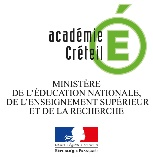 académie
Créteil
MINISTÈRE
DE L'ÉDUCATION NATIONALE,
DE L'ENSEIGNEMENT SUPÉRIEUR
ET DE LA RECHERCHE